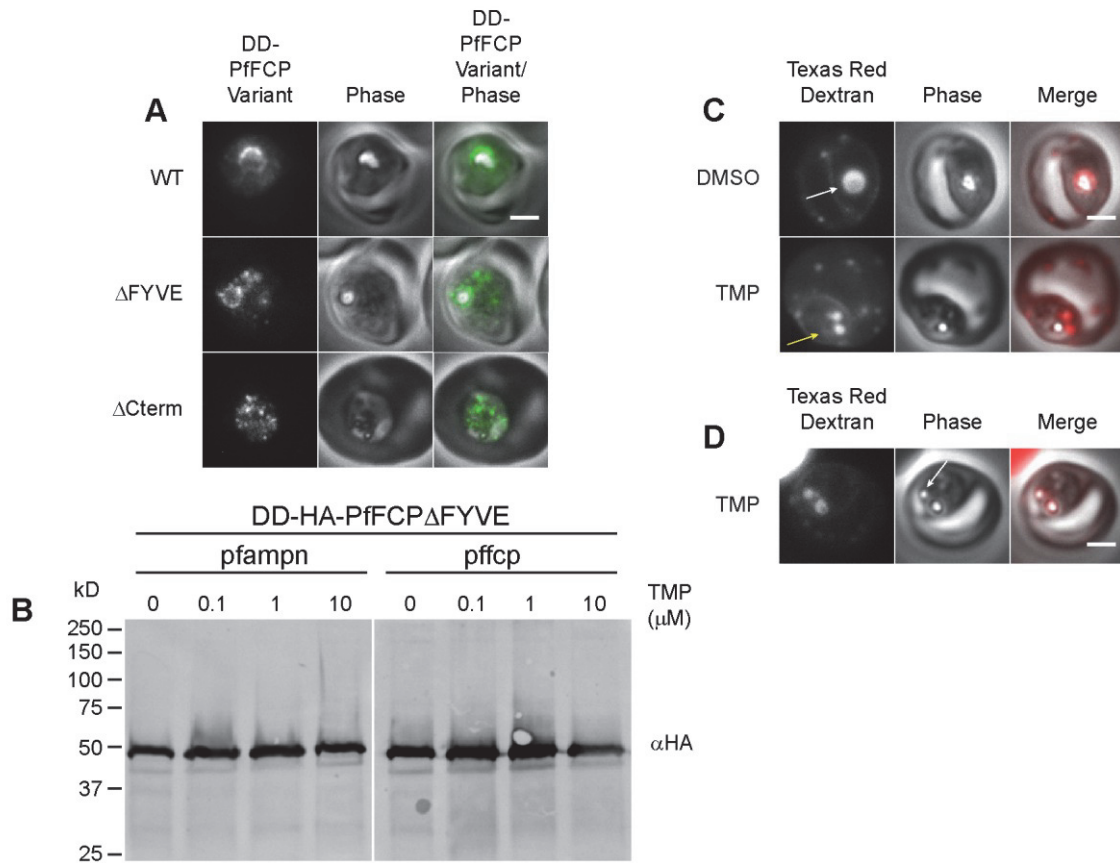 A
DD-
PfFCP
Variant
Phase
DD-
PfFCP
Variant/
Phase
WT
ΔFYVE
ΔCterm
C
Texas Red
Dextran
Phase
Merge
DMSO
TMP
D
Texas Red
Dextran
Phase
Merge
TMP
B
DD-HA-PfFCPΔFYVE
pfampn pffcp
kD 0 0.1 1 10 0 0.1 1 10 TMP
(μM)
250
150
100
75
50 αHA
37
25